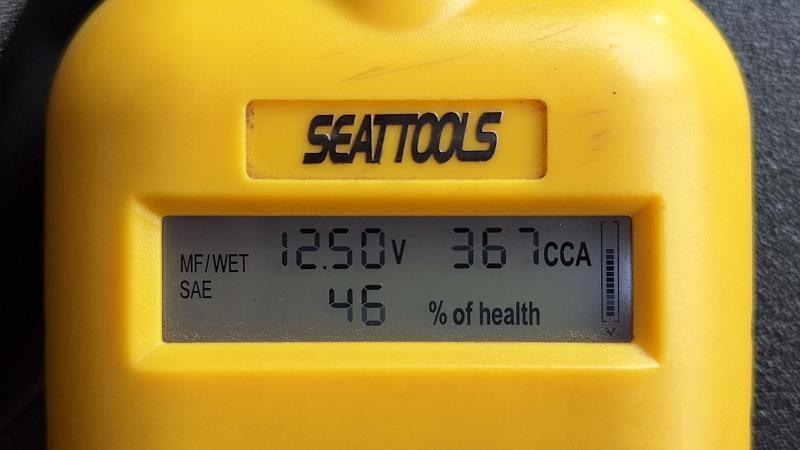 SEATTOOLS
MF/WET 12.50V 367CCA
SAE 46 % of health